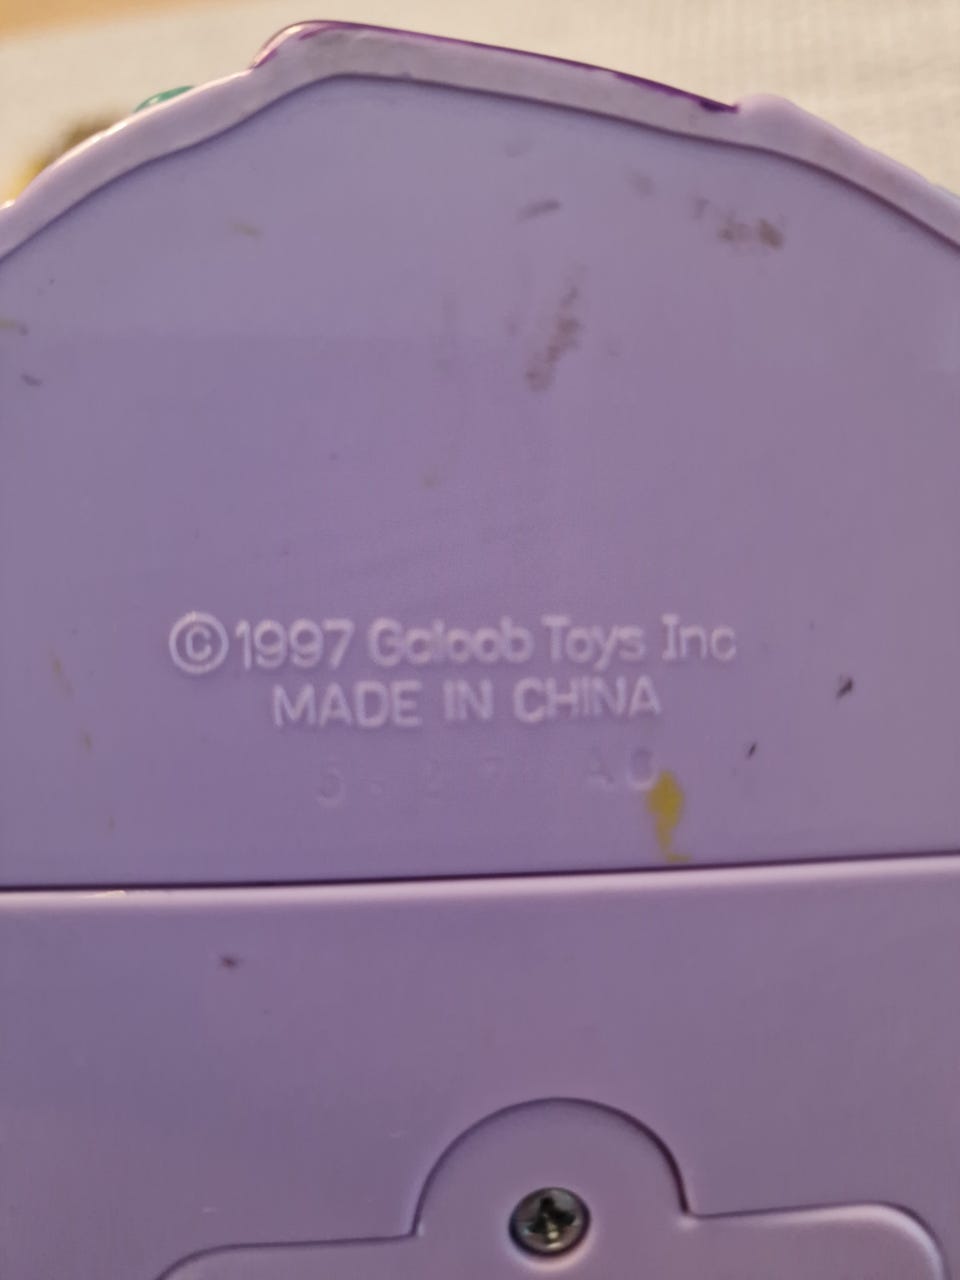 ©1997 Galoob Toys Inc
MADE IN CHINA